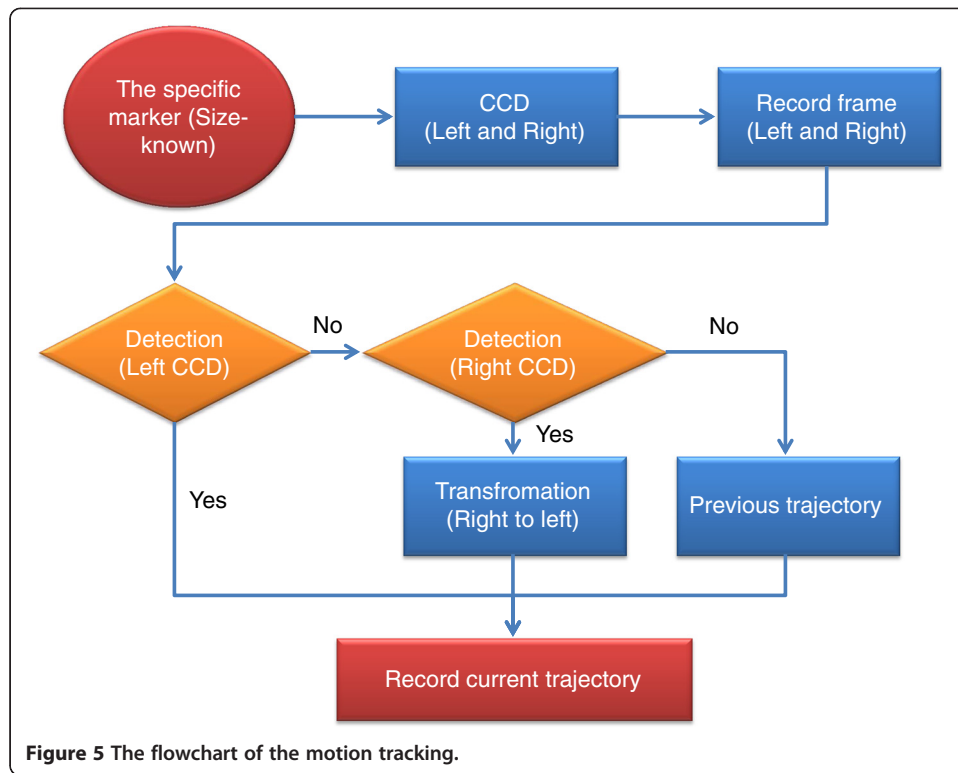 The specific
marker (Size-
known)
CCD
(Left and Right)
Record frame
(Left and Right)
Detection
(Left CCD)
No
Detection
(Right CCD)
No
Yes
Yes
Transfromation
(Right to left)
Previous trajectory
Record current trajectory
Figure 5 The flowchart of the motion tracking.